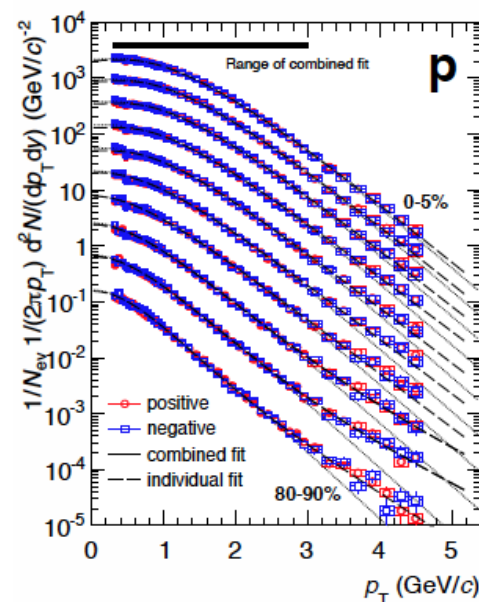 1/N_ev 1/(2πp_T) d²N/(dp_T dy) (GeV/c)⁻²
10⁴
10³
10²
10
1
10⁻¹
10⁻²
10⁻³
10⁻⁴
10⁻⁵
p
Range of combined fit
0-5%
positive
negative
combined fit
individual fit
80-90%
0 1 2 3 4 5
p_T (GeV/c)